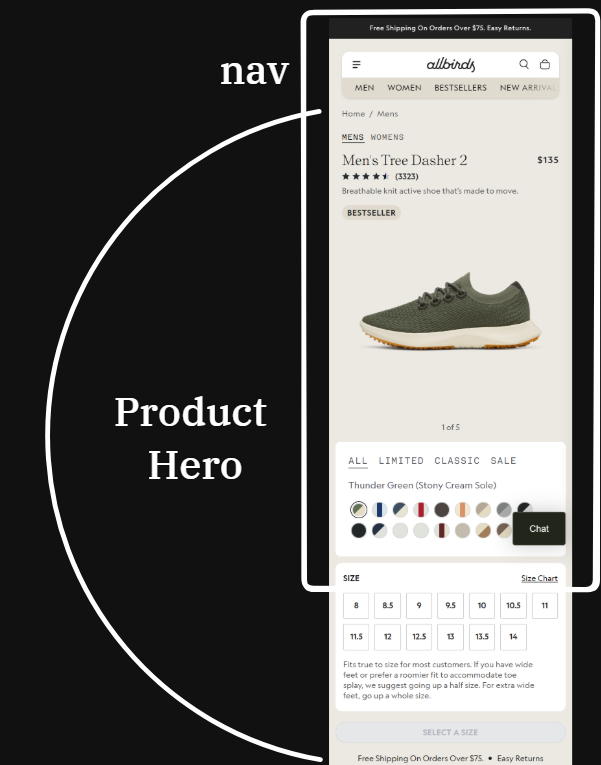 Free Shipping On Orders Over $75. Easy Returns.
nav
allbirds
MEN WOMEN BESTSELLERS NEW ARRIVAL
Home / Mens
MENS WOMENS
Men's Tree Dasher 2 $135
(3323)
Breathable knit active shoe that's made to move.
BESTSELLER
Product
Hero
1 of 5
ALL LIMITED CLASSIC SALE
Thunder Green (Stony Cream Sole)
Chat
SIZE Size Chart
8 8.5 9 9.5 10 10.5 11
11.5 12 12.5 13 13.5 14
Fits true to size for most customers. If you have wide
feet or prefer a roomier fit to accommodate toe
splay, we suggest going up a half size. For extra wide
feet, go up a whole size.
SELECT A SIZE
Free Shipping On Orders Over $75. • Easy Returns